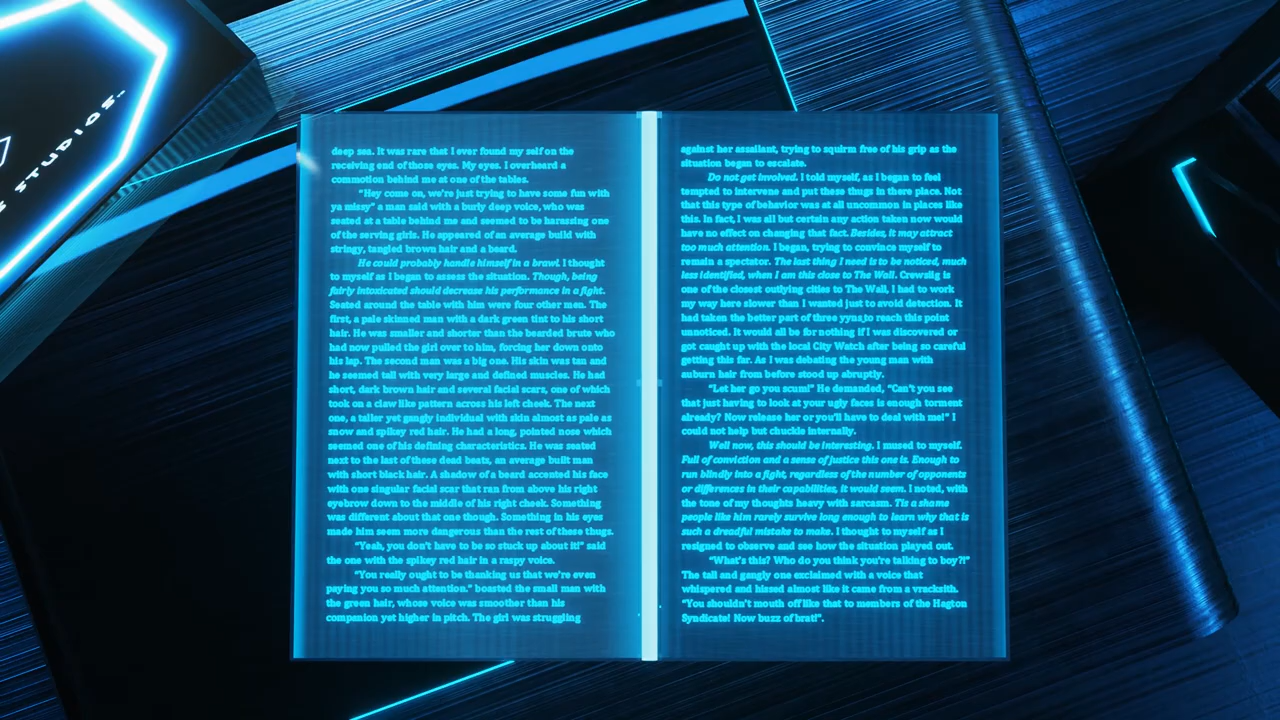 STUDIOS
deep sea. It was rare that I ever found my self on the
receiving end of those eyes. My eyes. I overheard a
commotion behind me at one of the tables.
"Hey come on, we're just trying to have some fun with
ya missy" a man said with a burly deep voice, who was
seated at a table behind me and seemed to be harassing one
of the serving girls. He appeared of an average build with
stringy, tangled brown hair and a beard.
He could probably handle himself in a brawl. I thought
to myself as I began to assess the situation. Though, being
fairly intoxicated should decrease his performance in a fight.
Seated around the table with him were four other men. The
first, a pale skinned man with a dark green tint to his short
hair. He was smaller and shorter than the bearded brute who
had now pulled the girl over to him, forcing her down onto
his lap. The second man was a big one. His skin was tan and
he seemed tall with very large and defined muscles. He had
short, dark brown hair and several facial scars, one of which
took on a claw like pattern across his left cheek. The next
one, a taller yet gangly individual with skin almost as pale as
snow and spikey red hair. He had a long, pointed nose which
seemed one of his defining characteristics. He was seated
next to the last of these dead beats, an average built man
with short black hair. A shadow of a beard accented his face
with one singular facial scar that ran from above his right
eyebrow down to the middle of his right cheek. Something
was different about that one though. Something in his eyes
made him seem more dangerous than the rest of these thugs.
"Yeah, you don't have to be so stuck up about it!" said
the one with the spikey red hair in a raspy voice.
"You really ought to be thanking us that we're even
paying you so much attention." boasted the small man with
the green hair, whose voice was smoother than his
companion yet higher in pitch. The girl was struggling
against her assailant, trying to squirm free of his grip as the
situation began to escalate.
Do not get involved. I told myself, as I began to feel
tempted to intervene and put these thugs in there place. Not
that this type of behavior was at all uncommon in places like
this. In fact, I was all but certain any action taken now would
have no effect on changing that fact. Besides, it may attract
too much attention. I began, trying to convince myself to
remain a spectator. The last thing I need is to be noticed, much
less identified, when I am this close to The Wall. Crewslig is
one of the closest outlying cities to The Wall, I had to work
my way here slower than I wanted just to avoid detection. It
had taken the better part of three to reach this point
unnoticed. It would all be for nothing if I was discovered or
got caught up with the local City Watch after being so careful
getting this far. As I was debating the young man with
auburn hair from before stood up abruptly.
"Let her go you scum!" He demanded, "Can't you see
that just having to look at your ugly faces is enough torment
already? Now release her or you'll have to deal with me!" I
could not help but chuckle internally.
Well now, this should be interesting. I mused to myself.
Full of conviction and a sense of justice this one is. Enough to
run blindly into a fight, regardless of the number of opponents
or differences in their capabilities, it would seem. I noted, with
the tone of my thoughts heavy with sarcasm. Tis a shame
people like him rarely survive long enough to learn why that is
such a dreadful mistake to make. I thought to myself as I
resigned to observe and see how the situation played out.
"What's this? Who do you think you're talking to boy?!"
The tall and gangly one exclaimed with a voice that
whispered and hissed almost like it came from a vracksith.
"You shouldn't mouth off like that to members of the Hagton
Syndicate! Now buzz of brat!".